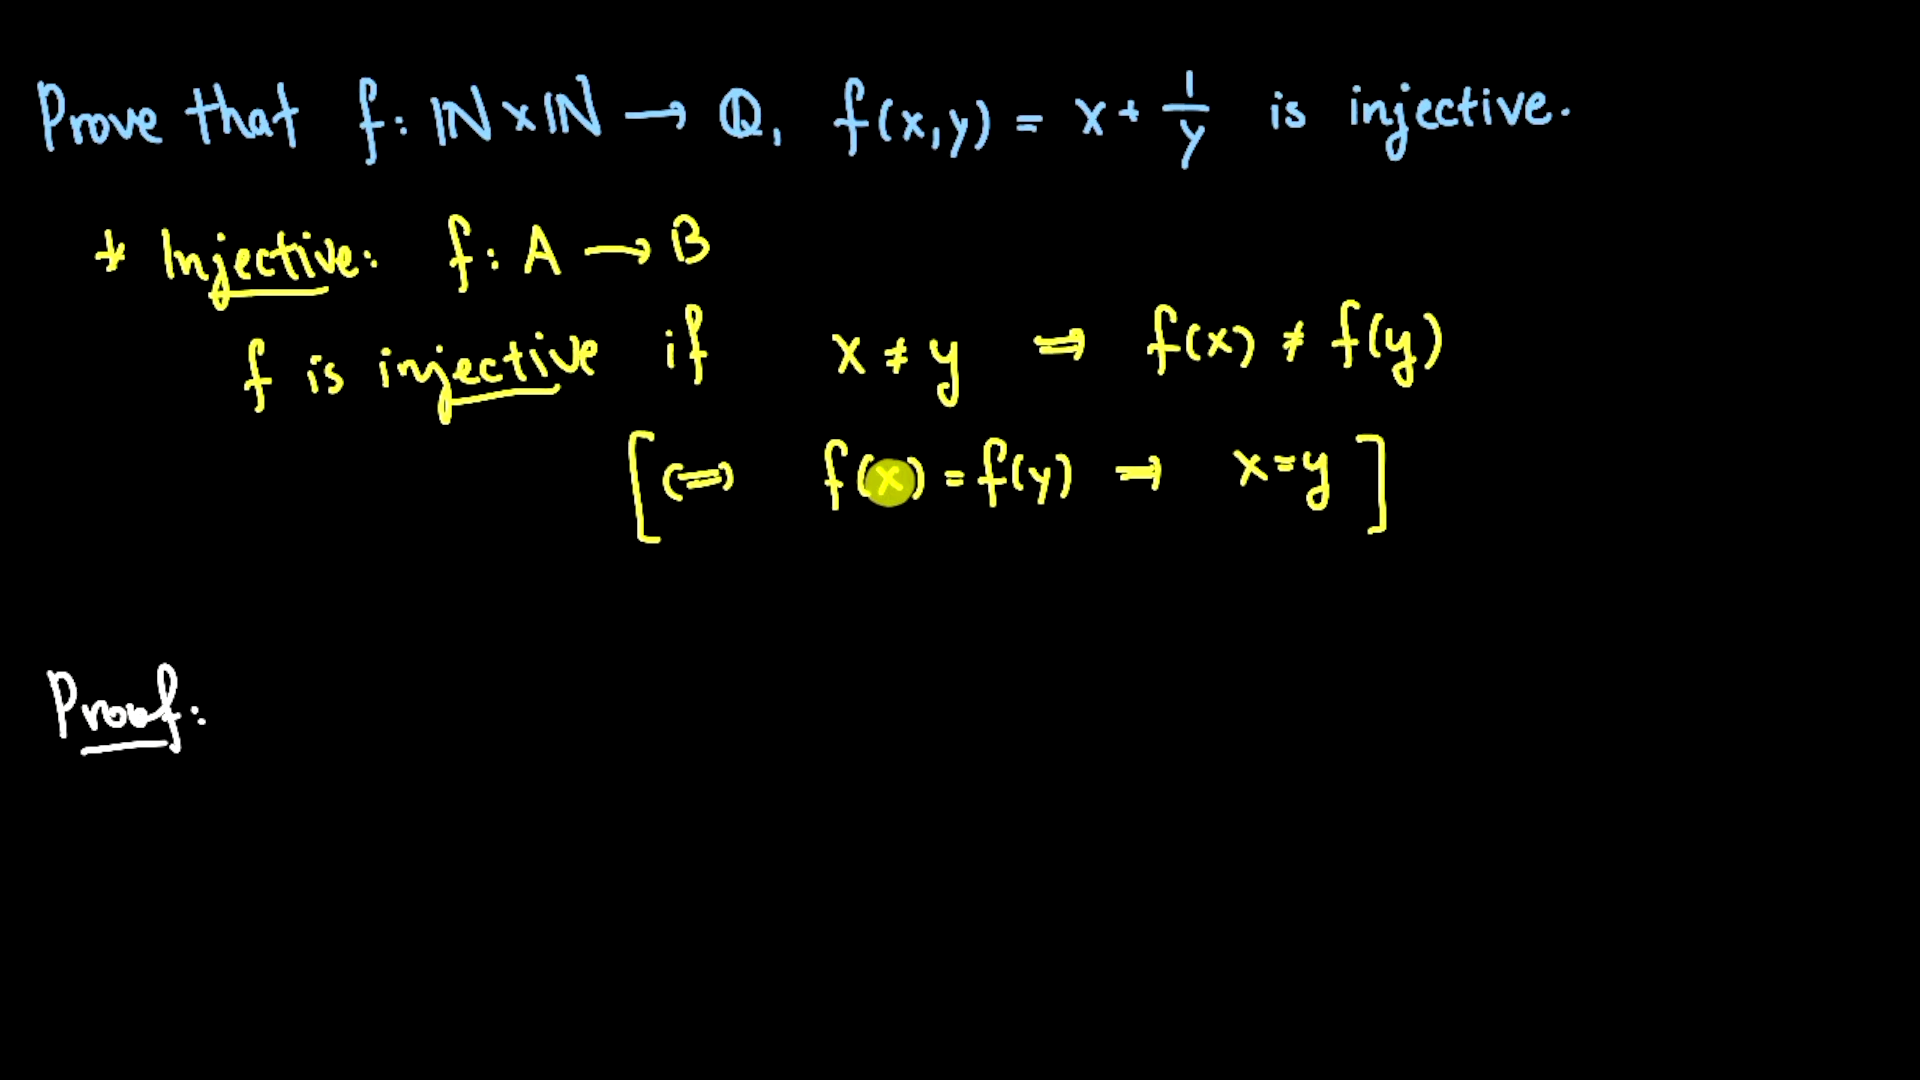 Prove that f: ℕ×ℕ → ℚ, f(x,y) = x + 1/y is injective.
* Injective: f: A → B
f is injective if x ≠ y ⇒ f(x) ≠ f(y)
[⇔ f(x) = f(y) ⇒ x=y]
Proof: